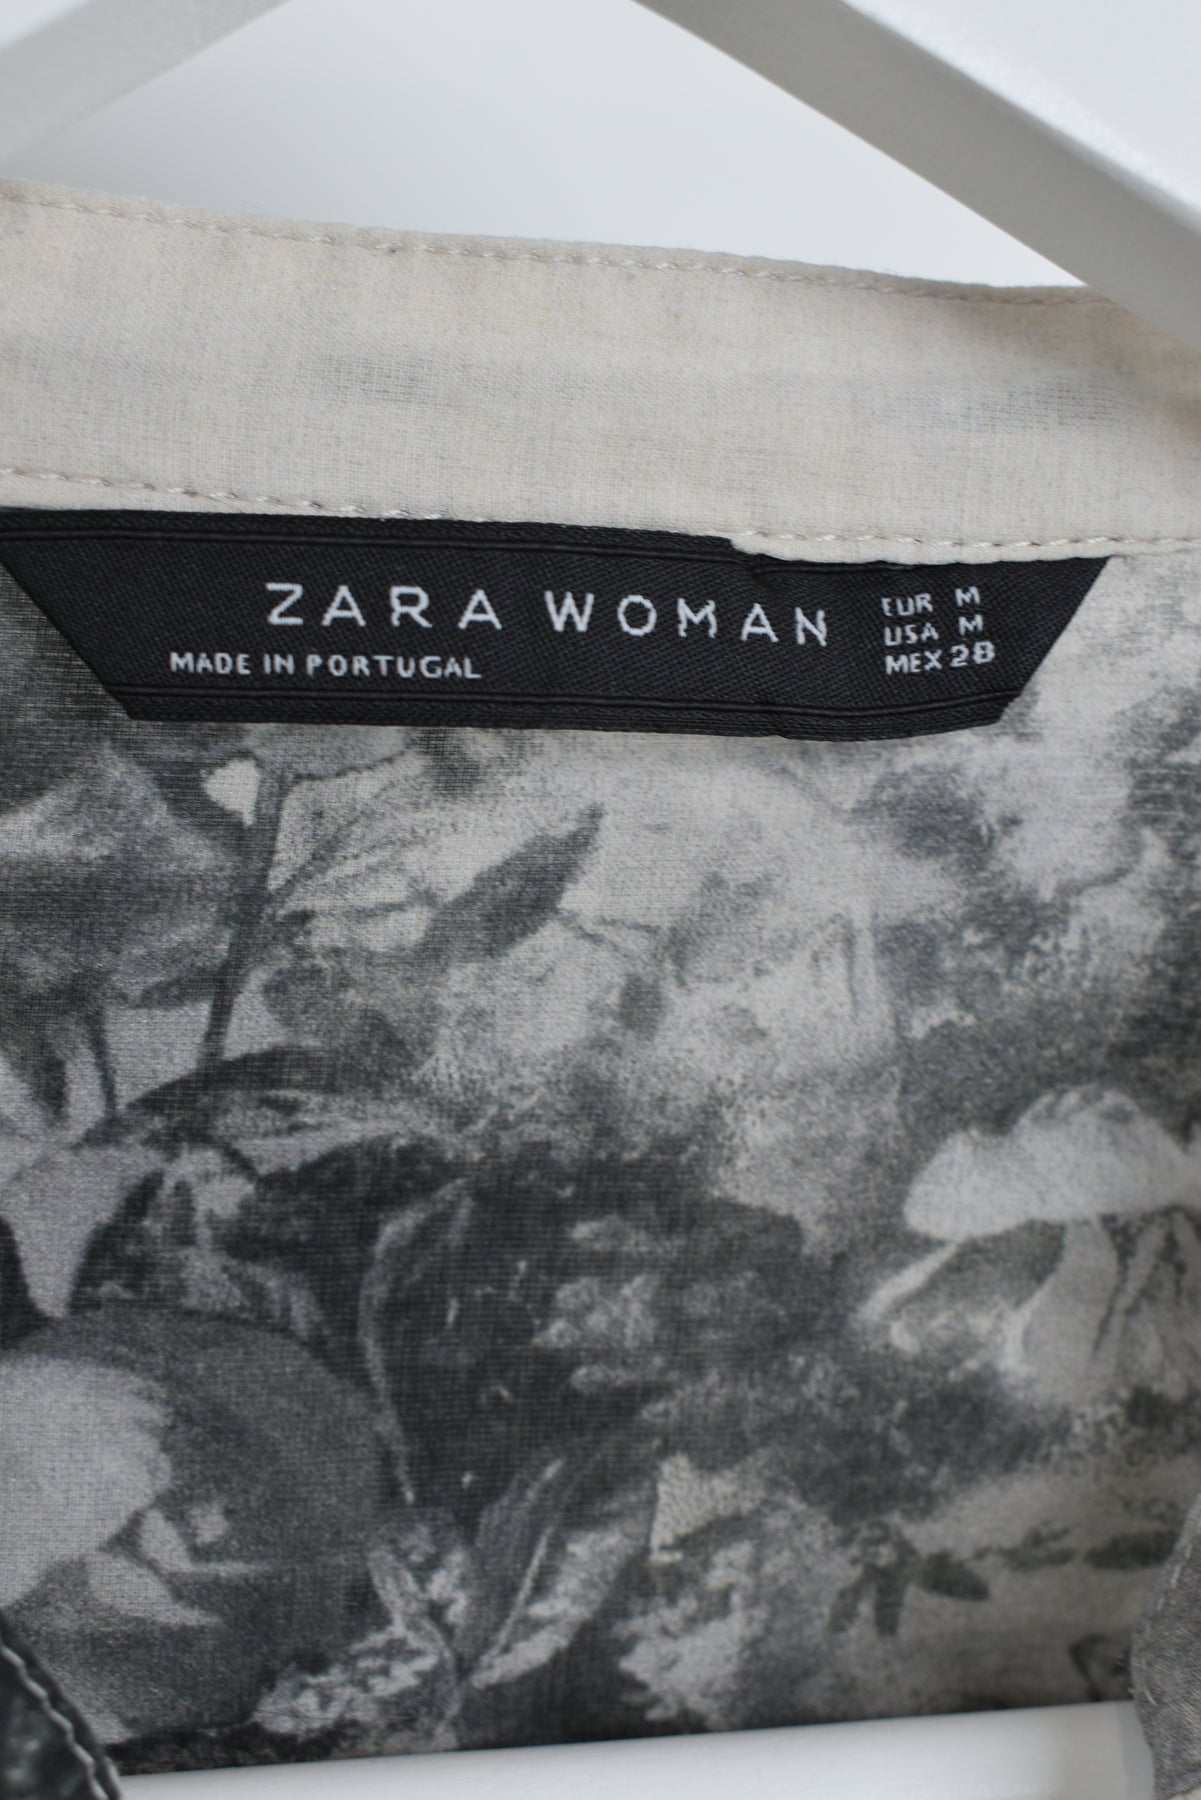 ZARA WOMAN
MADE IN PORTUGAL
EUR M
USA M
MEX 28